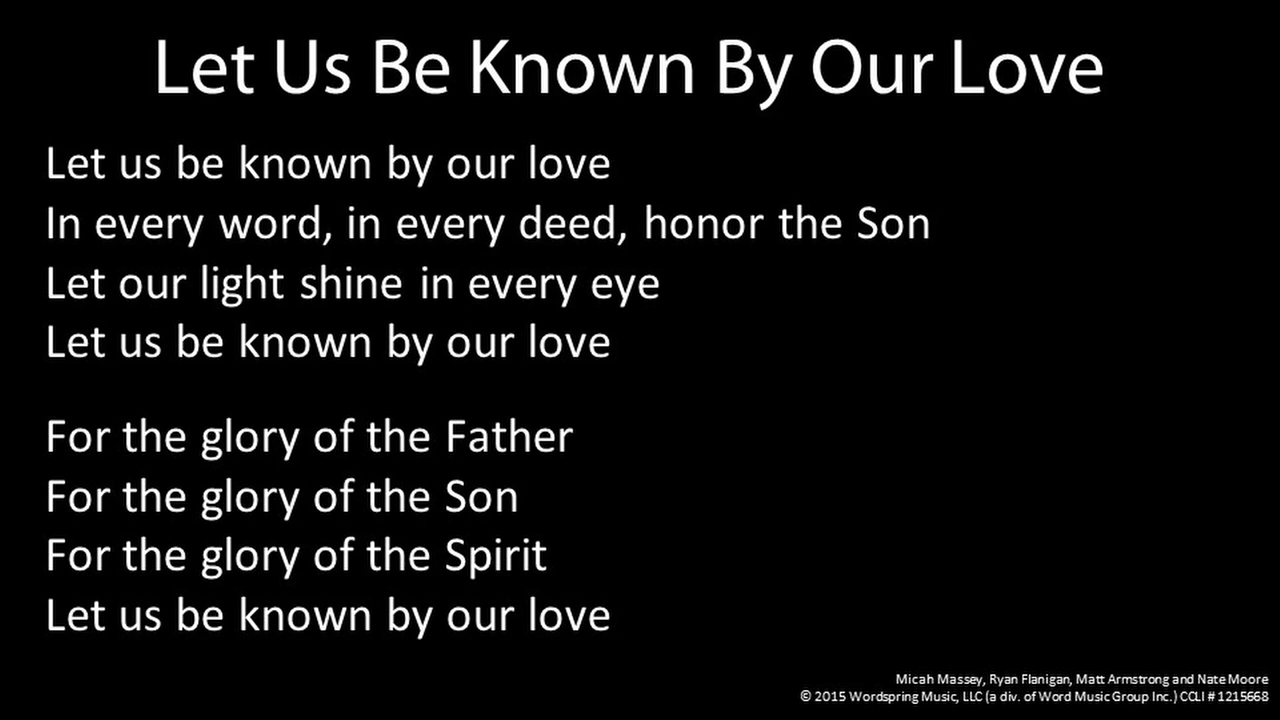 Let Us Be Known By Our Love
Let us be known by our love
In every word, in every deed, honor the Son
Let our light shine in every eye
Let us be known by our love
For the glory of the Father
For the glory of the Son
For the glory of the Spirit
Let us be known by our love
Micah Massey, Ryan Flanigan, Matt Armstrong and Nate Moore
© 2015 Wordspring Music, LLC (a div. of Word Music Group Inc.) CCLI # 1215668